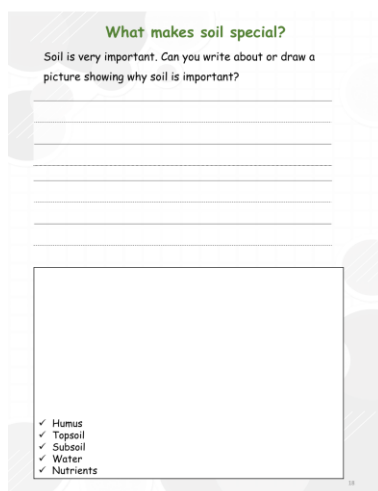 What makes soil special?
Soil is very important. Can you write about or draw a
picture showing why soil is important?
✓ Humus
✓ Topsoil
✓ Subsoil
✓ Water
✓ Nutrients